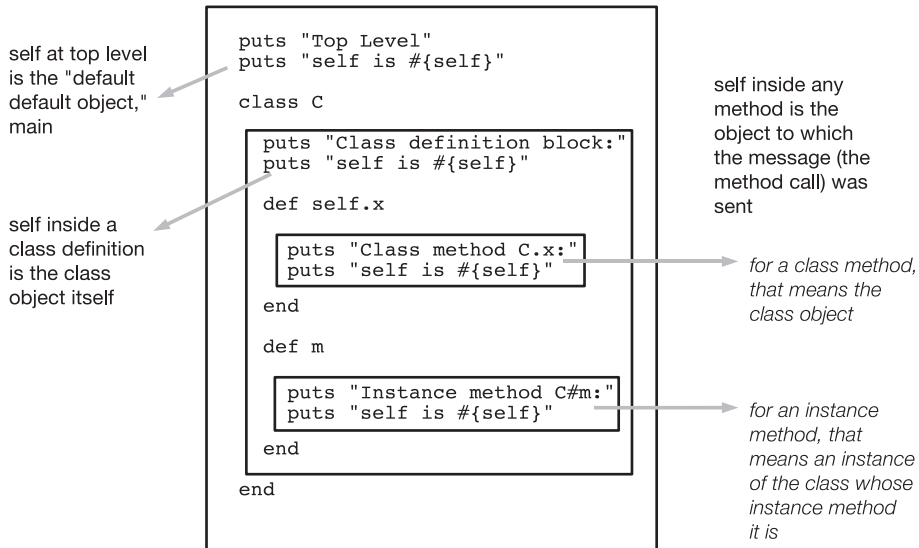 self at top level
is the "default
default object,"
main
self inside a
class definition
is the class
object itself
puts "Top Level"
puts "self is #{self}"
class C
puts "Class definition block:"
puts "self is #{self}"
def self.x
puts "Class method C.x:"
puts "self is #{self}"
end
def m
puts "Instance method C#m:"
puts "self is #{self}"
end
end
self inside any
method is the
object to which
the message (the
method call) was
sent
for a class method,
that means the
class object
for an instance
method, that
means an instance
of the class whose
instance method
it is